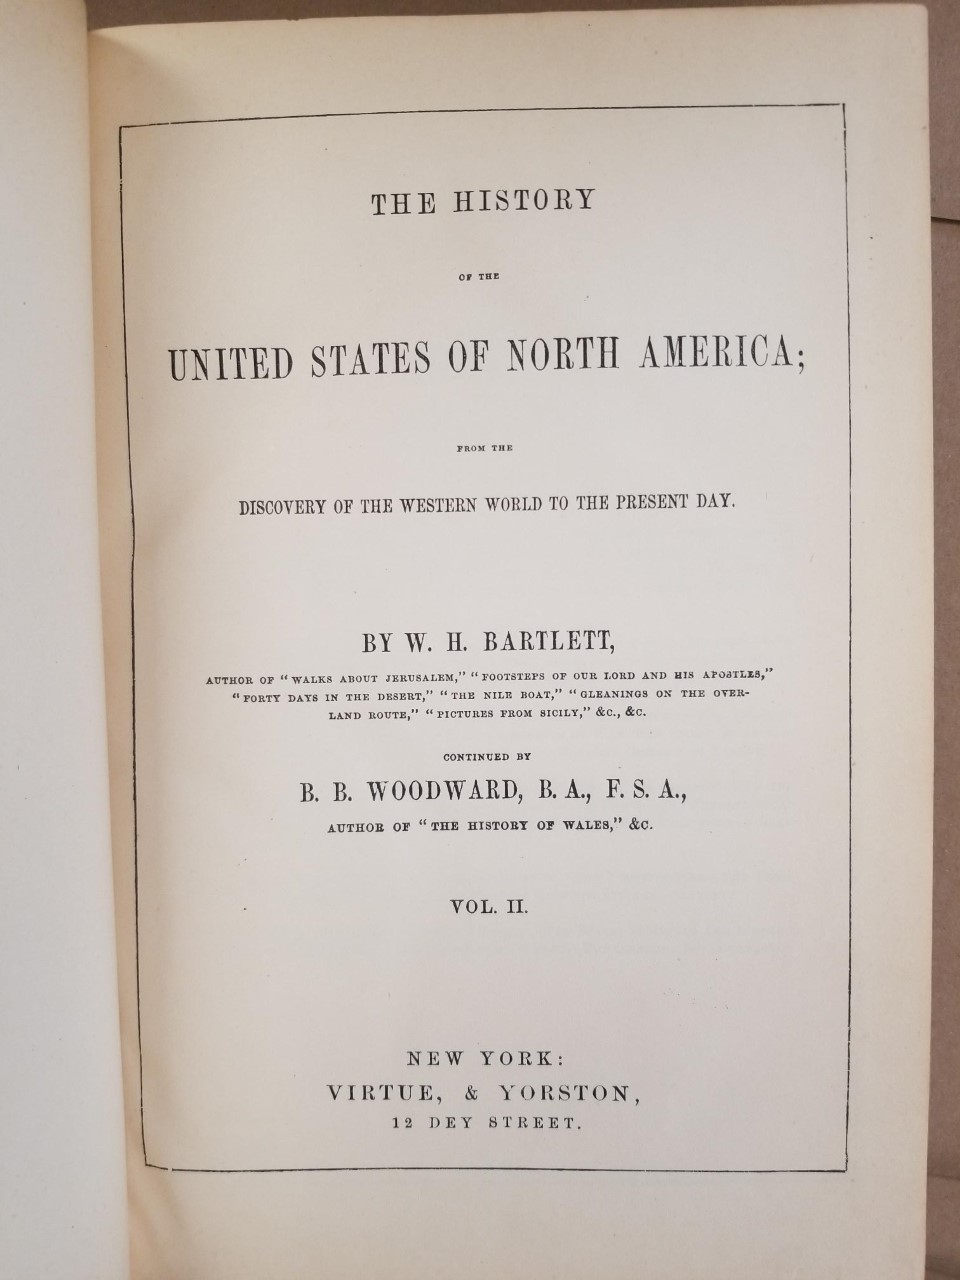 THE HISTORY
OF THE
UNITED STATES OF NORTH AMERICA;
FROM THE
DISCOVERY OF THE WESTERN WORLD TO THE PRESENT DAY.
BY W. H. BARTLETT,
AUTHOR OF "WALKS ABOUT JERUSALEM," "FOOTSTEPS OF OUR LORD AND HIS APOSTLES,"
"FORTY DAYS IN THE DESERT," "THE NILE BOAT," "GLEANINGS ON THE OVER-
LAND ROUTE," "PICTURES FROM SICILY," &C., &C.
CONTINUED BY
B. B. WOODWARD, B. A., F. S. A.,
AUTHOR OF "THE HISTORY OF WALES," &C.
VOL. II.
NEW YORK:
VIRTUE, & YORSTON,
12 DEY STREET.